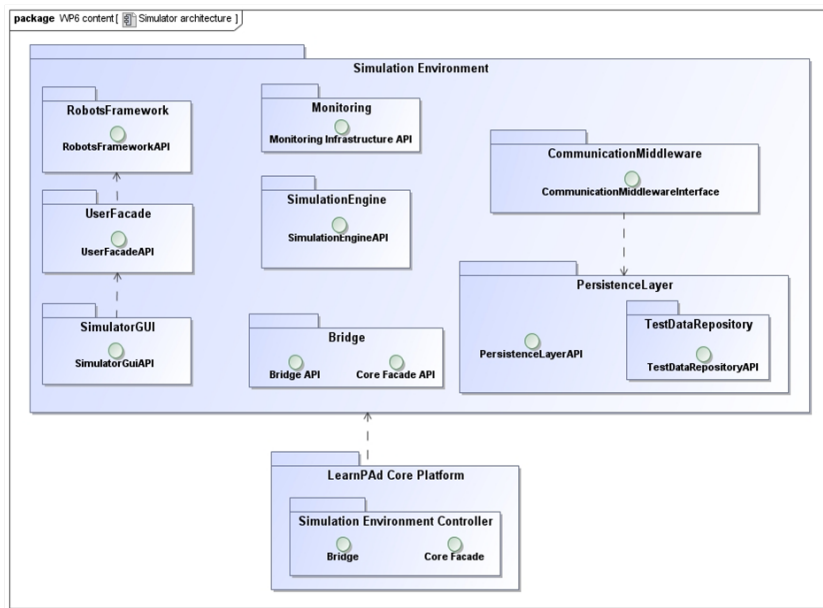 package WP6 content [ Simulator architecture ]
Simulation Environment
RobotsFramework
RobotsFrameworkAPI
Monitoring
Monitoring Infrastructure API
CommunicationMiddleware
CommunicationMiddlewareInterface
UserFacade
UserFacadeAPI
SimulationEngine
SimulationEngineAPI
PersistenceLayer
PersistenceLayerAPI
TestDataRepository
TestDataRepositoryAPI
SimulatorGUI
SimulatorGuiAPI
Bridge
Bridge API
Core Facade API
LearnPAd Core Platform
Simulation Environment Controller
Bridge
Core Facade